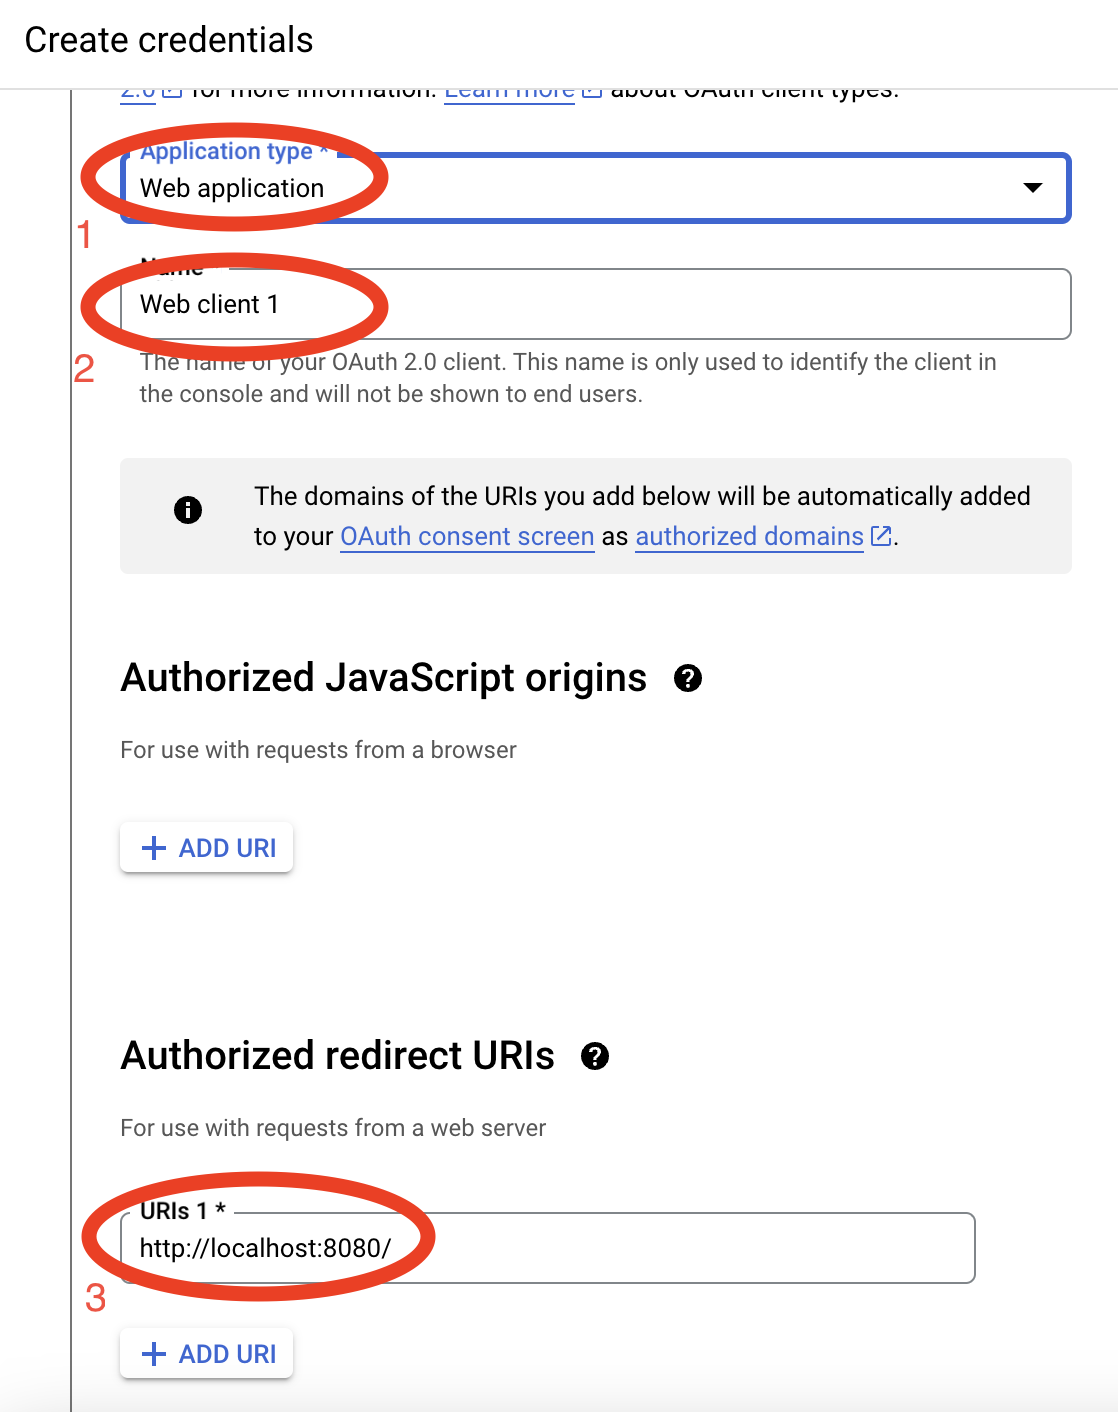 Create credentials
2.0 for more information. Learn more about OAuth client types.
Application type *
Web application
1
Name *
Web client 1
2
The name of your OAuth 2.0 client. This name is only used to identify the client in
the console and will not be shown to end users.
The domains of the URIs you add below will be automatically added
to your OAuth consent screen as authorized domains.
Authorized JavaScript origins
For use with requests from a browser
+ ADD URI
Authorized redirect URIs
For use with requests from a web server
URIs 1 *
http://localhost:8080/
3
+ ADD URI